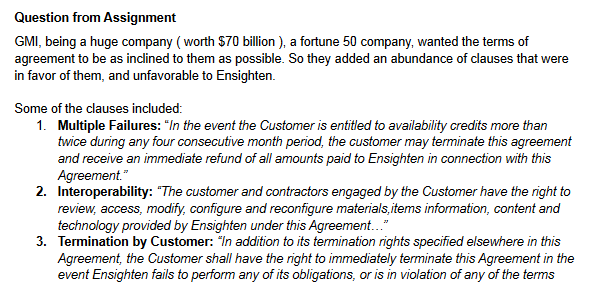 Question from Assignment
GMI, being a huge company ( worth $70 billion ), a fortune 50 company, wanted the terms of
agreement to be as inclined to them as possible. So they added an abundance of clauses that were
in favor of them, and unfavorable to Ensighten.
Some of the clauses included:
1. Multiple Failures: “In the event the Customer is entitled to availability credits more than
twice during any four consecutive month period, the customer may terminate this agreement
and receive an immediate refund of all amounts paid to Ensighten in connection with this
Agreement.”
2. Interoperability: “The customer and contractors engaged by the Customer have the right to
review, access, modify, configure and reconfigure materials,items information, content and
technology provided by Ensighten under this Agreement…”
3. Termination by Customer: “In addition to its termination rights specified elsewhere in this
Agreement, the Customer shall have the right to immediately terminate this Agreement in the
event Ensighten fails to perform any of its obligations, or is in violation of any of the terms